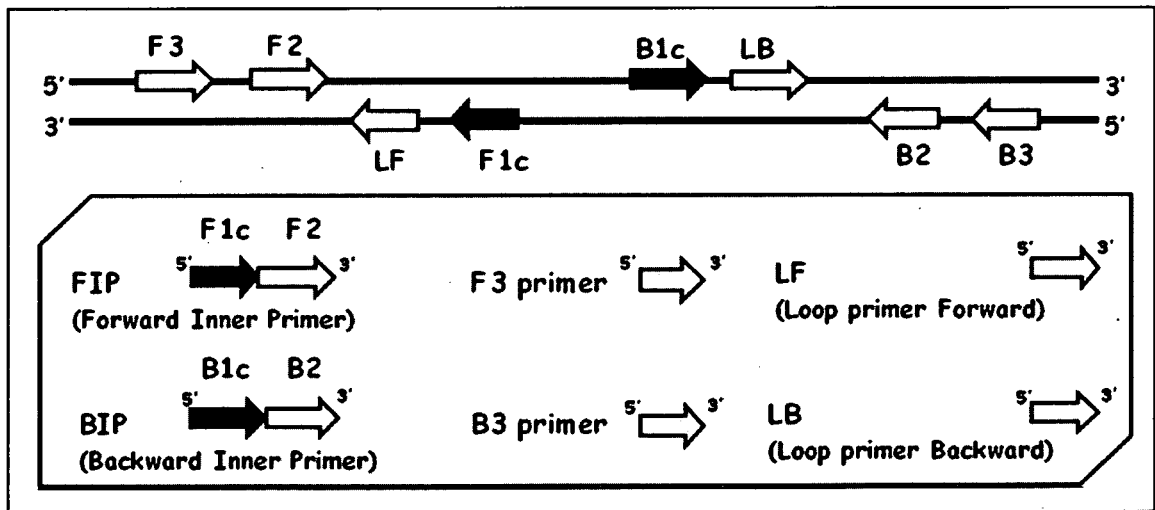 F3 F2 B1c LB
5' 3'
3' 5'
LF F1c B2 B3
F1c F2
5' 3' 5' 3' 5' 3'
FIP F3 primer LF
(Forward Inner Primer) (Loop primer Forward)
B1c B2
5' 3' 5' 3' 5' 3'
BIP B3 primer LB
(Backward Inner Primer) (Loop primer Backward)